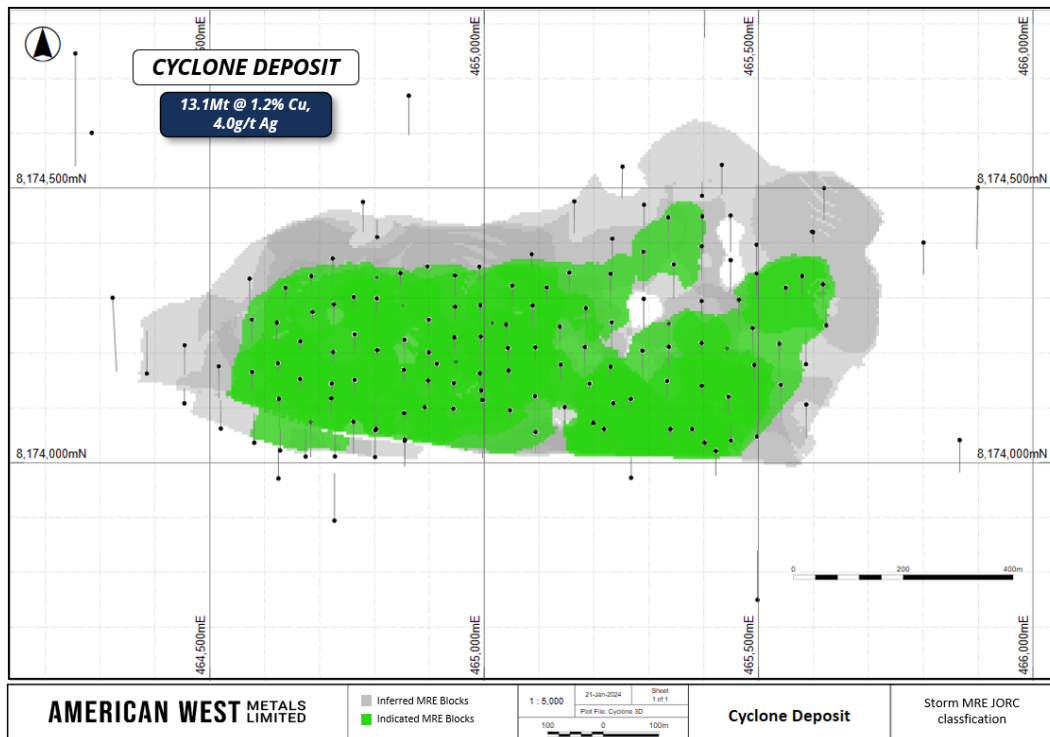 CYCLONE DEPOSIT
13.1Mt @ 1.2% Cu,
4.0g/t Ag
465,000mE
465,500mE
466,000mE
8,174,500mN
8,174,500mN
8,174,000mN
8,174,000mN
0 200 400m
464,500mE
465,000mE
465,500mE
466,000mE
AMERICAN WEST METALS LIMITED
Inferred MRE Blocks
Indicated MRE Blocks
1 : 5,000
21-Jan-2024
Sheet
1 of 1
Plot File: Cyclone 3D
100 0 100m
Cyclone Deposit
Storm MRE JORC
classfication